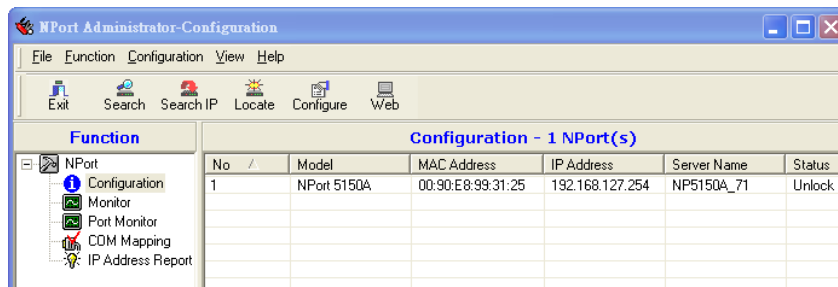 NPort Administrator-Configuration
File Function Configuration View Help
Exit Search Search IP Locate Configure Web
Function
Configuration - 1 NPort(s)
NPort
Configuration
Monitor
Port Monitor
COM Mapping
IP Address Report
No Model MAC Address IP Address Server Name Status
1 NPort 5150A 00:90:E8:99:31:25 192.168.127.254 NP5150A_71 Unlock